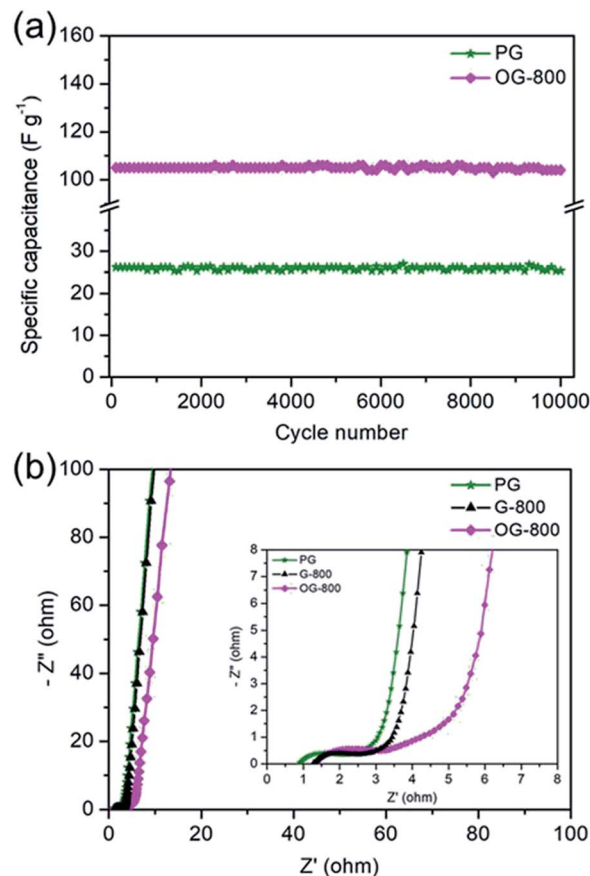 (a)
160
140
120
100
30
20
10
0
Specific capacitance (F g⁻¹)
PG
OG-800
0 2000 4000 6000 8000 10000
Cycle number
(b)
100
80
60
40
20
0
- Z" (ohm)
PG
G-800
OG-800
8
7
6
5
4
3
2
1
0
- Z" (ohm)
PG
G-800
OG-800
0 1 2 3 4 5 6 7 8
Z' (ohm)
0 20 40 60 80 100
Z' (ohm)